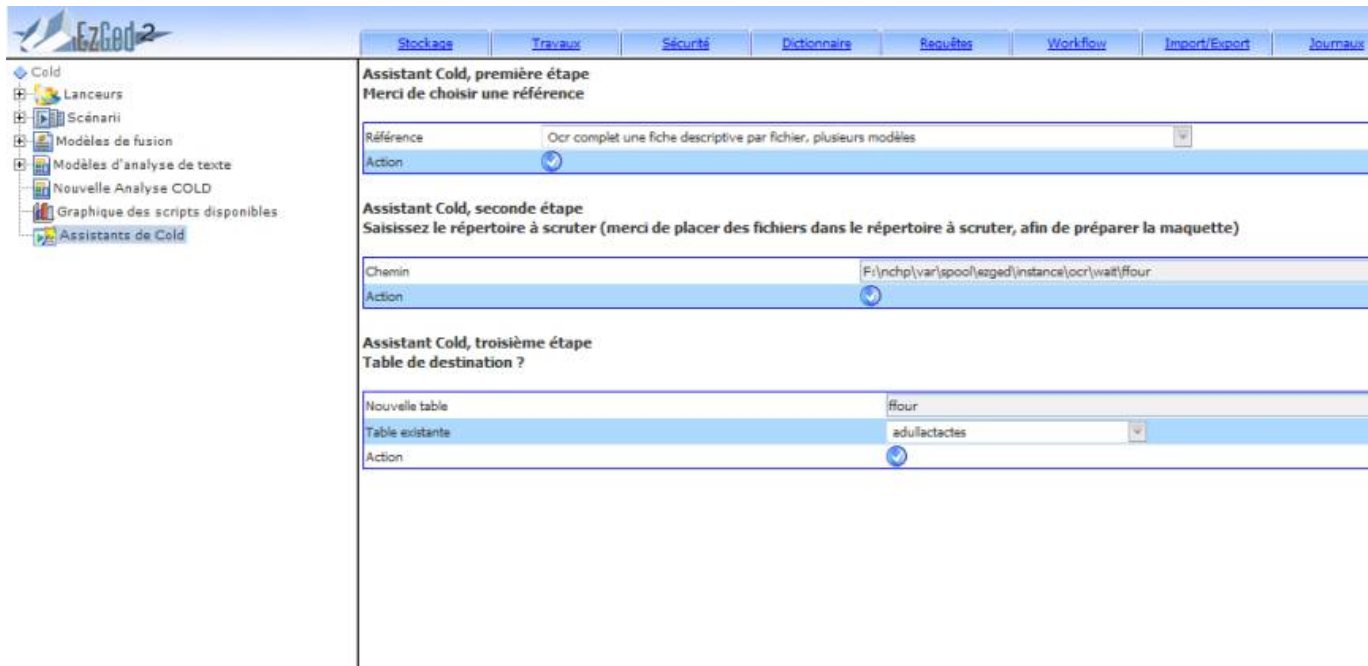 EzGed 2
Stockage Travaux Sécurité Dictionnaire Requêtes Workflow Import/Export Journaux
Cold
Lanceurs
Scénarii
Modèles de fusion
Modèles d'analyse de texte
Nouvelle Analyse COLD
Graphique des scripts disponibles
Assistants de Cold
Assistant Cold, première étape
Merci de choisir une référence
Référence Ocr complet une fiche descriptive par fichier, plusieurs modèles
Action
Assistant Cold, seconde étape
Saisissez le répertoire à scruter (merci de placer des fichiers dans le répertoire à scruter, afin de préparer la maquette)
Chemin F:\nchp\var\spool\ezged\instance\ocr\wait\ffour
Action
Assistant Cold, troisième étape
Table de destination ?
Nouvelle table ffour
Table existante adullactactes
Action